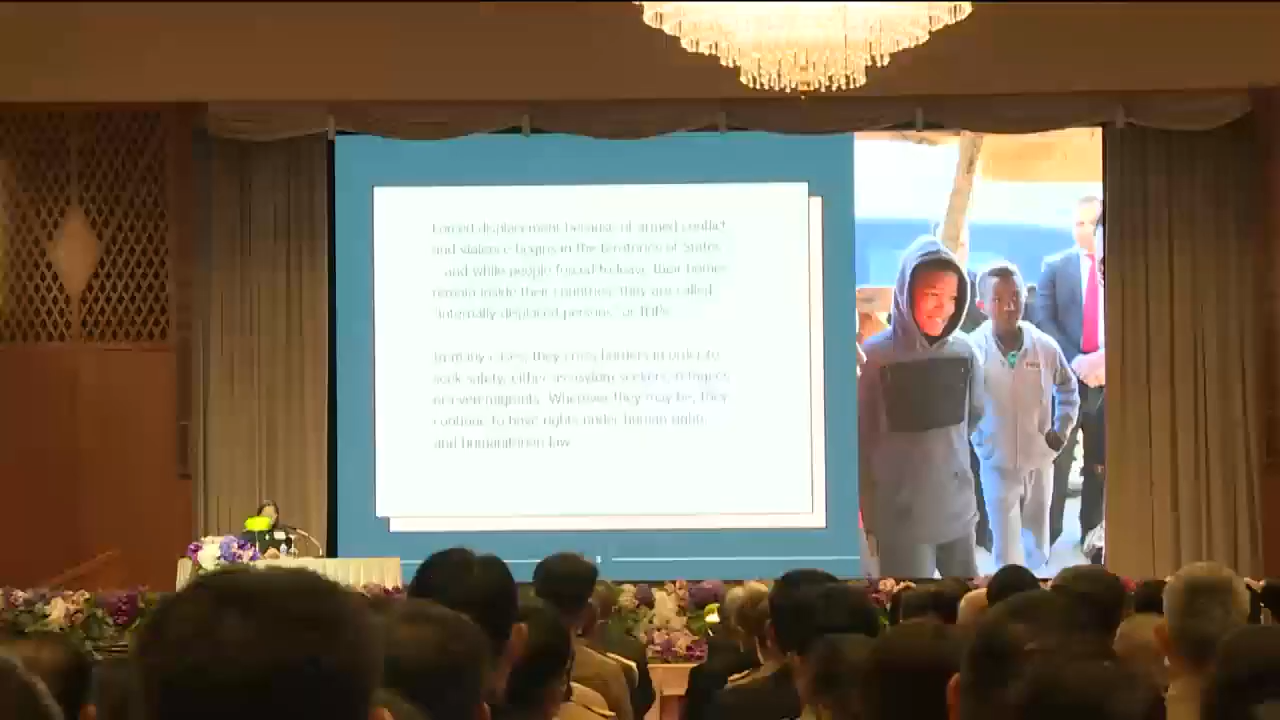 Forced displacement because of armed conflict
and violence begins in the territories of States
and while people forced to leave their homes
remain inside their countries they are called
"internally displaced persons" or IDPs.
In many cases they cross borders in order to
seek safety, either as asylum seekers, refugees
or even migrants. Wherever they may be, they
continue to have rights under human rights
and humanitarian law